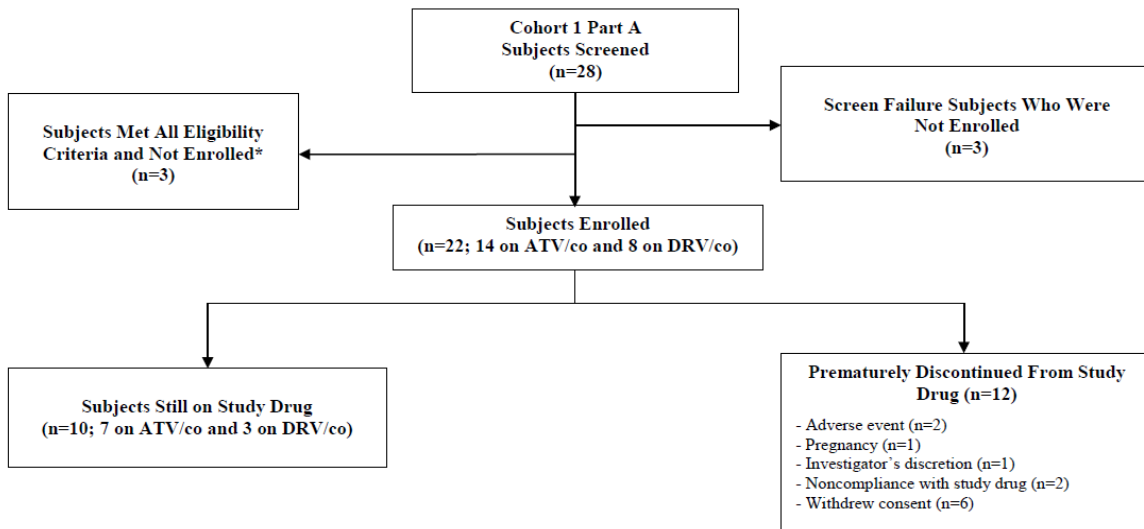 Cohort 1 Part A
Subjects Screened
(n=28)
Subjects Met All Eligibility
Criteria and Not Enrolled*
(n=3)
Screen Failure Subjects Who Were
Not Enrolled
(n=3)
Subjects Enrolled
(n=22; 14 on ATV/co and 8 on DRV/co)
Subjects Still on Study Drug
(n=10; 7 on ATV/co and 3 on DRV/co)
Prematurely Discontinued From Study
Drug (n=12)
- Adverse event (n=2)
- Pregnancy (n=1)
- Investigator’s discretion (n=1)
- Noncompliance with study drug (n=2)
- Withdrew consent (n=6)